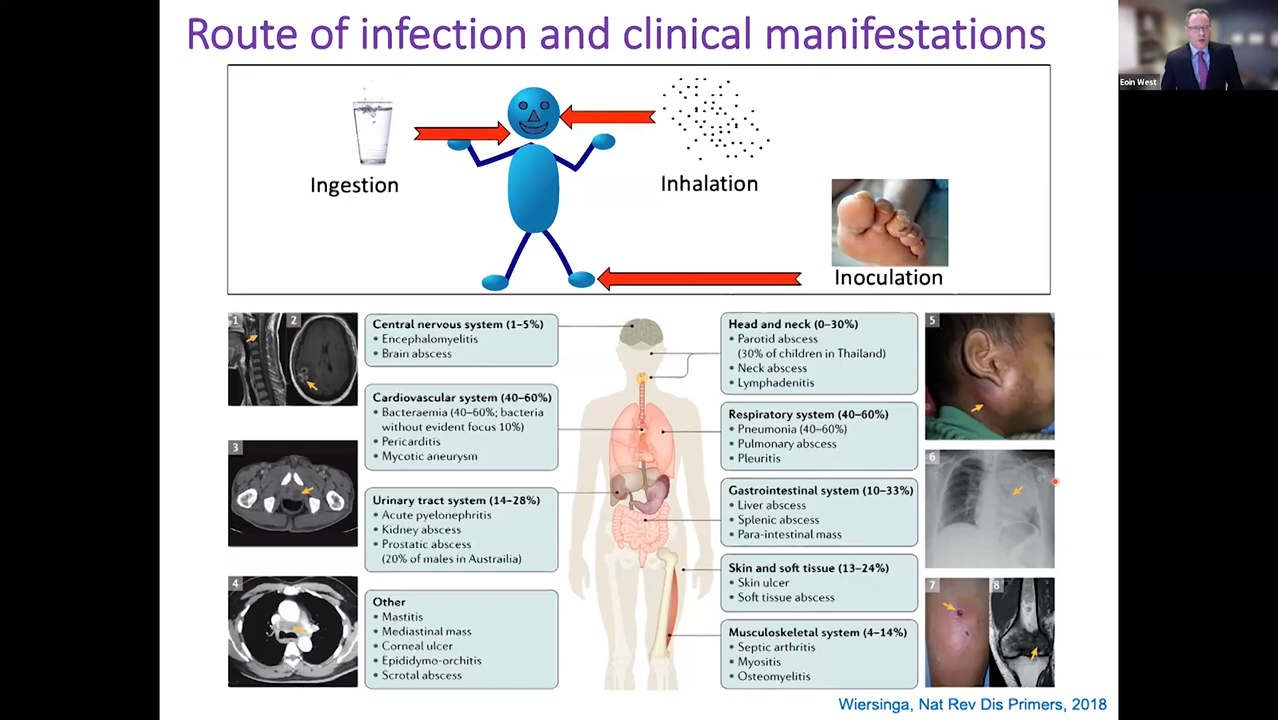 Route of infection and clinical manifestations
Eoin West
Ingestion
Inhalation
Inoculation
1
2
Central nervous system (1–5%)
• Encephalomyelitis
• Brain abscess
Cardiovascular system (40–60%)
• Bacteraemia (40–60%; bacteria
without evident focus 10%)
• Pericarditis
• Mycotic aneurysm
3
Urinary tract system (14–28%)
• Acute pyelonephritis
• Kidney abscess
• Prostatic abscess
(20% of males in Austrailia)
4
Other
• Mastitis
• Mediastinal mass
• Corneal ulcer
• Epididymo-orchitis
• Scrotal abscess
Head and neck (0–30%)
• Parotid abscess
(30% of children in Thailand)
• Neck abscess
• Lymphadenitis
5
Respiratory system (40–60%)
• Pneumonia (40–60%)
• Pulmonary abscess
• Pleuritis
6
Gastrointestinal system (10–33%)
• Liver abscess
• Splenic abscess
• Para-intestinal mass
Skin and soft tissue (13–24%)
• Skin ulcer
• Soft tissue abscess
7
8
Musculoskeletal system (4–14%)
• Septic arthritis
• Myositis
• Osteomyelitis
Wiersinga, Nat Rev Dis Primers, 2018